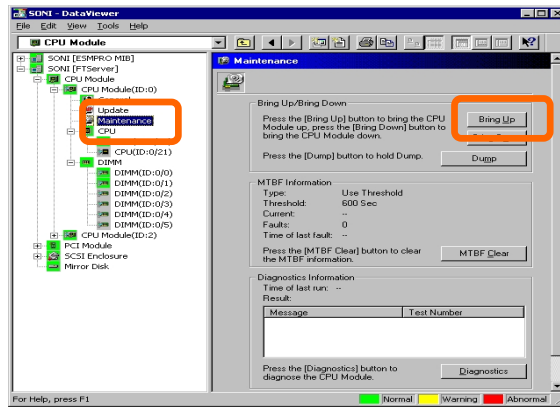 SONI - DataViewer
File Edit View Tools Help
CPU Module
SONI [ESMPRO MIB]
SONI [FTServer]
CPU Module
CPU Module(ID:0)
Update
Maintenance
CPU
CPU(ID:0/21)
DIMM
DIMM(ID:0/0)
DIMM(ID:0/1)
DIMM(ID:0/2)
DIMM(ID:0/3)
DIMM(ID:0/4)
DIMM(ID:0/5)
CPU Module(ID:2)
PCI Module
SCSI Enclosure
Mirror Disk
Maintenance
Bring Up/Bring Down
Press the [Bring Up] button to bring the CPU
Module up, press the [Bring Down] button to
bring the CPU Module down.
Bring Up
Press the [Dump] button to hold Dump.
Dump
MTBF Information
Type: Use Threshold
Threshold: 600 Sec
Current: --
Faults: 0
Time of last fault: --
Press the [MTBF Clear] button to clear
the MTBF information.
MTBF Clear
Diagnostics Information
Time of last run: --
Result:
Message Test Number
Press the [Diagnostics] button to
diagnose the CPU Module.
Diagnostics
For Help, press F1
Normal Warning Abnormal